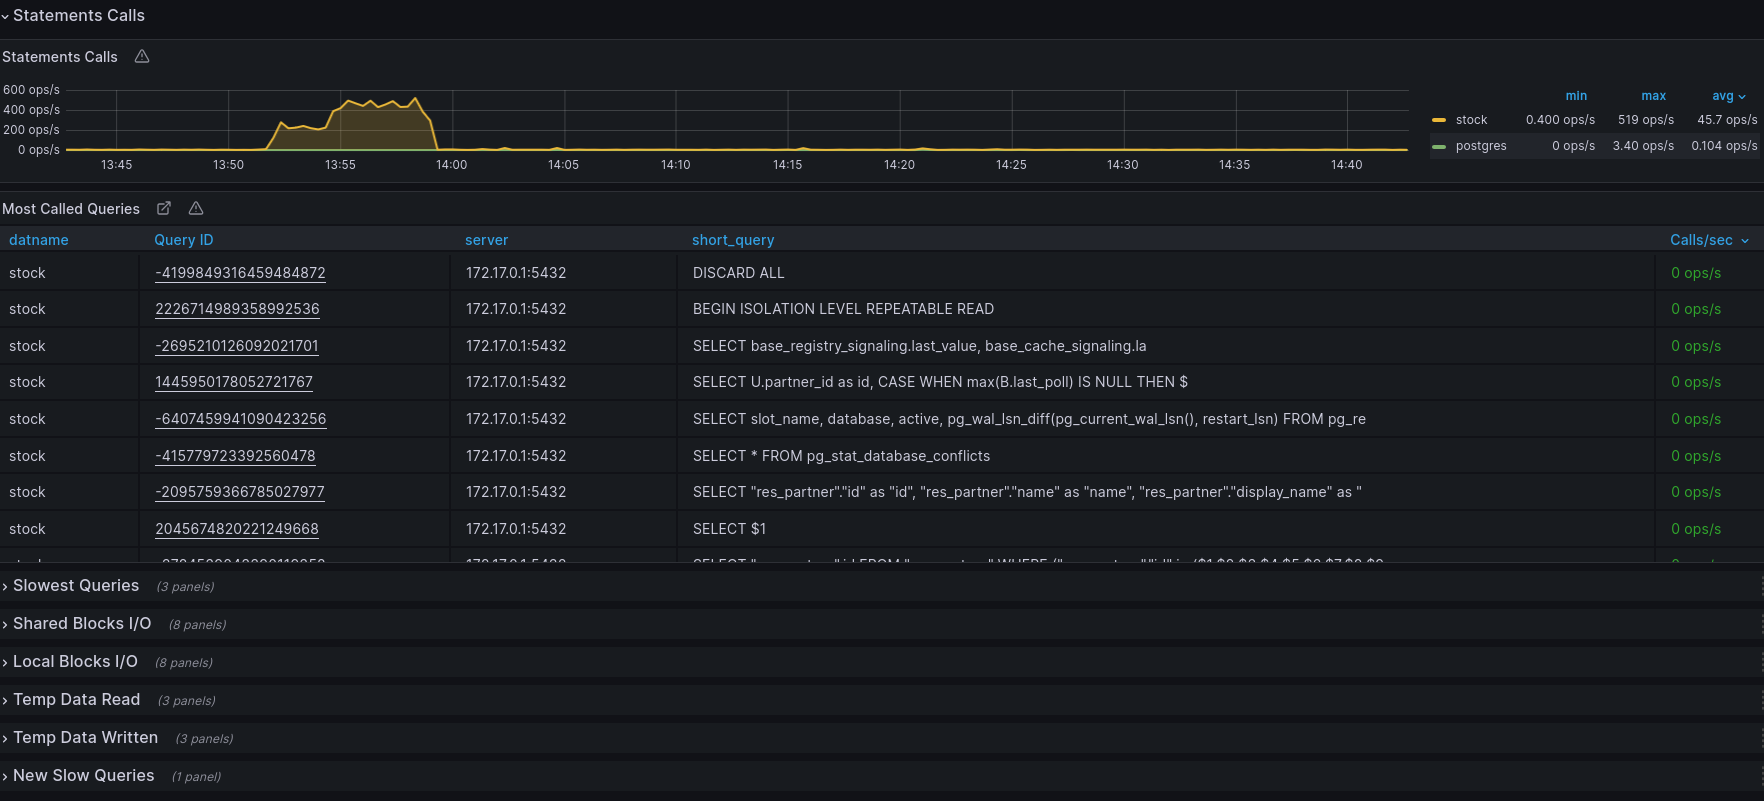 Statements Calls
Statements Calls
600 ops/s
400 ops/s
200 ops/s
0 ops/s
13:45 13:50 13:55 14:00 14:05 14:10 14:15 14:20 14:25 14:30 14:35 14:40
min max avg
stock 0.400 ops/s 519 ops/s 45.7 ops/s
postgres 0 ops/s 3.40 ops/s 0.104 ops/s
Most Called Queries
datname Query ID server short_query Calls/sec
stock -4199849316459484872 172.17.0.1:5432 DISCARD ALL 0 ops/s
stock 2226714989358992536 172.17.0.1:5432 BEGIN ISOLATION LEVEL REPEATABLE READ 0 ops/s
stock -2695210126092021701 172.17.0.1:5432 SELECT base_registry_signaling.last_value, base_cache_signaling.la 0 ops/s
stock 1445950178052721767 172.17.0.1:5432 SELECT U.partner_id as id, CASE WHEN max(B.last_poll) IS NULL THEN $ 0 ops/s
stock -6407459941090423256 172.17.0.1:5432 SELECT slot_name, database, active, pg_wal_lsn_diff(pg_current_wal_lsn(), restart_lsn) FROM pg_re 0 ops/s
stock -415779723392560478 172.17.0.1:5432 SELECT * FROM pg_stat_database_conflicts 0 ops/s
stock -2095759366785027977 172.17.0.1:5432 SELECT "res_partner"."id" as "id", "res_partner"."name" as "name", "res_partner"."display_name" as " 0 ops/s
stock 2045674820221249668 172.17.0.1:5432 SELECT $1 0 ops/s
Slowest Queries (3 panels)
Shared Blocks I/O (8 panels)
Local Blocks I/O (8 panels)
Temp Data Read (3 panels)
Temp Data Written (3 panels)
New Slow Queries (1 panel)